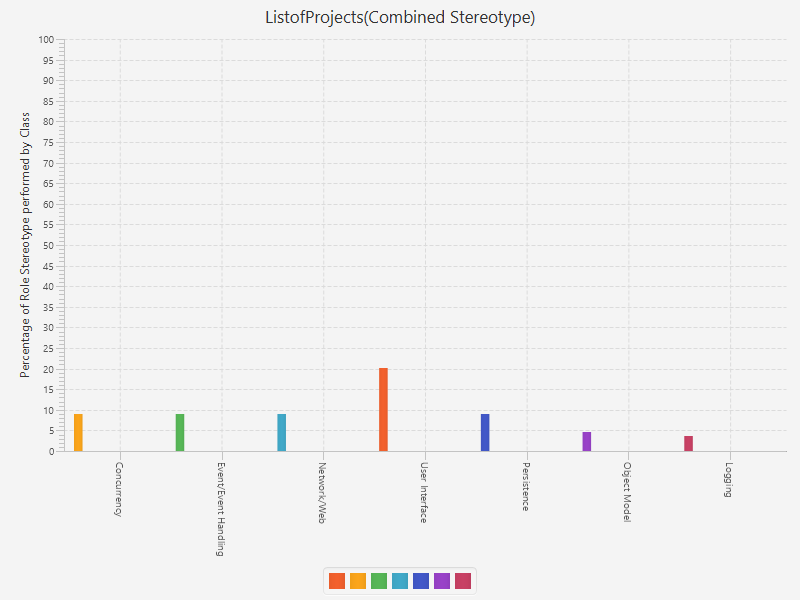 ListofProjects(Combined Stereotype)
Percentage of Role Stereotype performed by Class
100
95
90
85
80
75
70
65
60
55
50
45
40
35
30
25
20
15
10
5
0
Concurrency
Event/Event Handling
Network/Web
User Interface
Persistence
Object Model
Logging